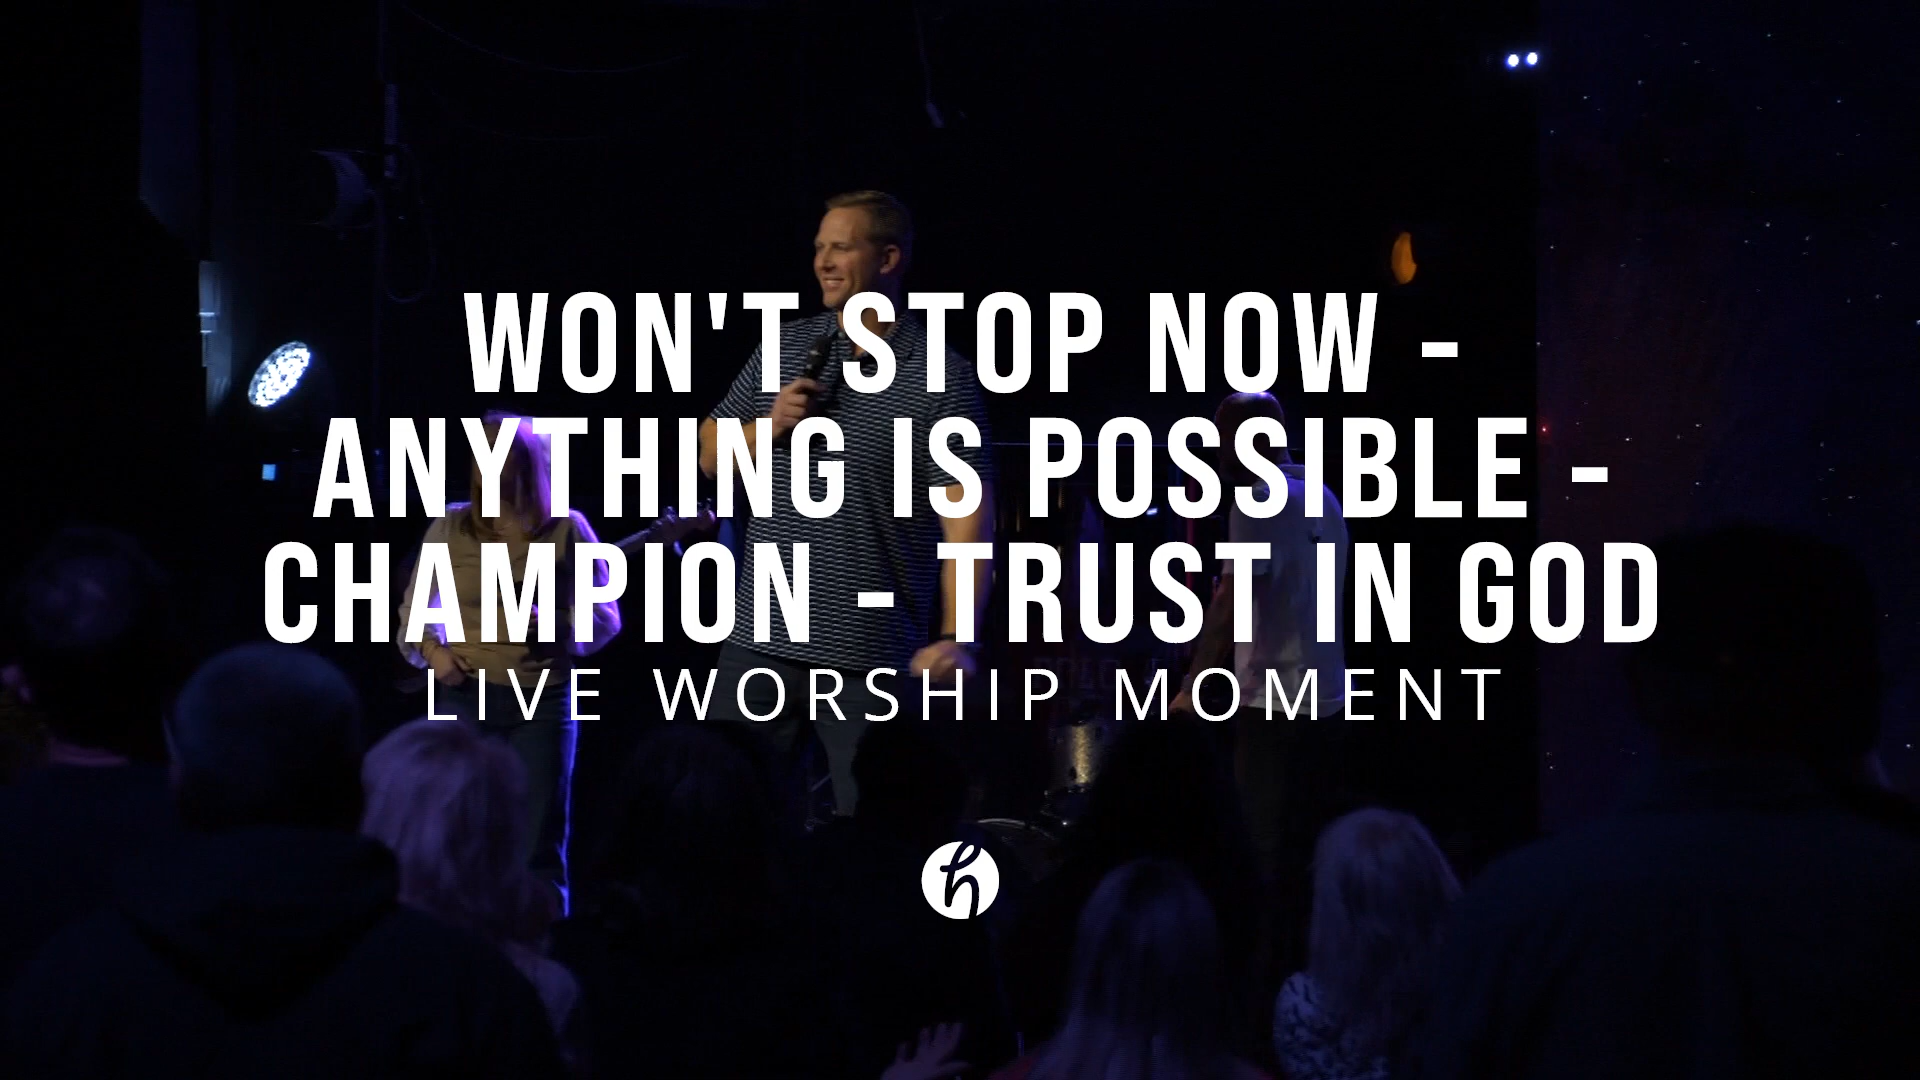 WON'T STOP NOW -
ANYTHING IS POSSIBLE -
CHAMPION - TRUST IN GOD
LIVE WORSHIP MOMENT
h